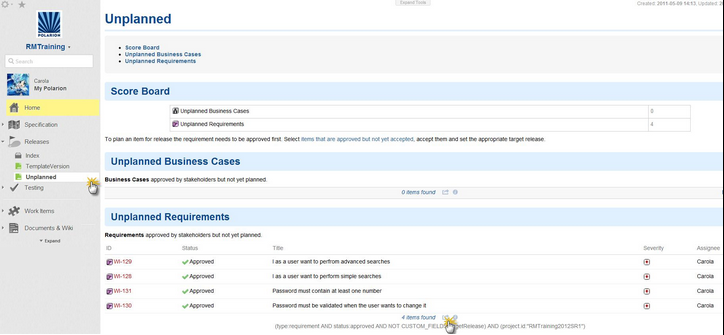 Expand Tools
Created: 2011-05-09 14:13, Updated: 2
POLARION
RMTraining
Search
Carola
My Polarion
Home
Specification
Releases
Index
TemplateVersion
Unplanned
Testing
Work Items
Documents & Wiki
Expand
Unplanned
Score Board
Unplanned Business Cases
Unplanned Requirements
Score Board
Unplanned Business Cases 0
Unplanned Requirements 4
To plan an item for release the requirement needs to be approved first. Select items that are approved but not yet accepted, accept them and set the appropriate target release.
Unplanned Business Cases
Business Cases approved by stakeholders but not yet planned.
0 items found
Unplanned Requirements
Requirements approved by stakeholders but not yet planned.
ID Status Title Severity Assignee
WI-129 Approved I as a user want to perfrom advanced searches Carola
WI-128 Approved I as a user want to perform simple searches Carola
WI-131 Approved Password must contain at least one number Carola
WI-130 Approved Password must be validated when the user wants to change it Carola
4 items found
(type:requirement AND status:approved AND NOT CUSTOM_FIELDS getRelease) AND (project.id:"RMTraining2012SR1")